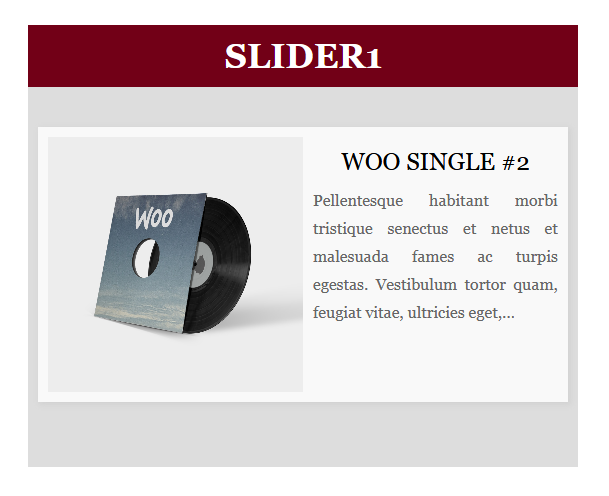 SLIDER1
WOO SINGLE #2
WOO
Pellentesque habitant morbi
tristique senectus et netus et
malesuada fames ac turpis
egestas. Vestibulum tortor quam,
feugiat vitae, ultricies eget,...